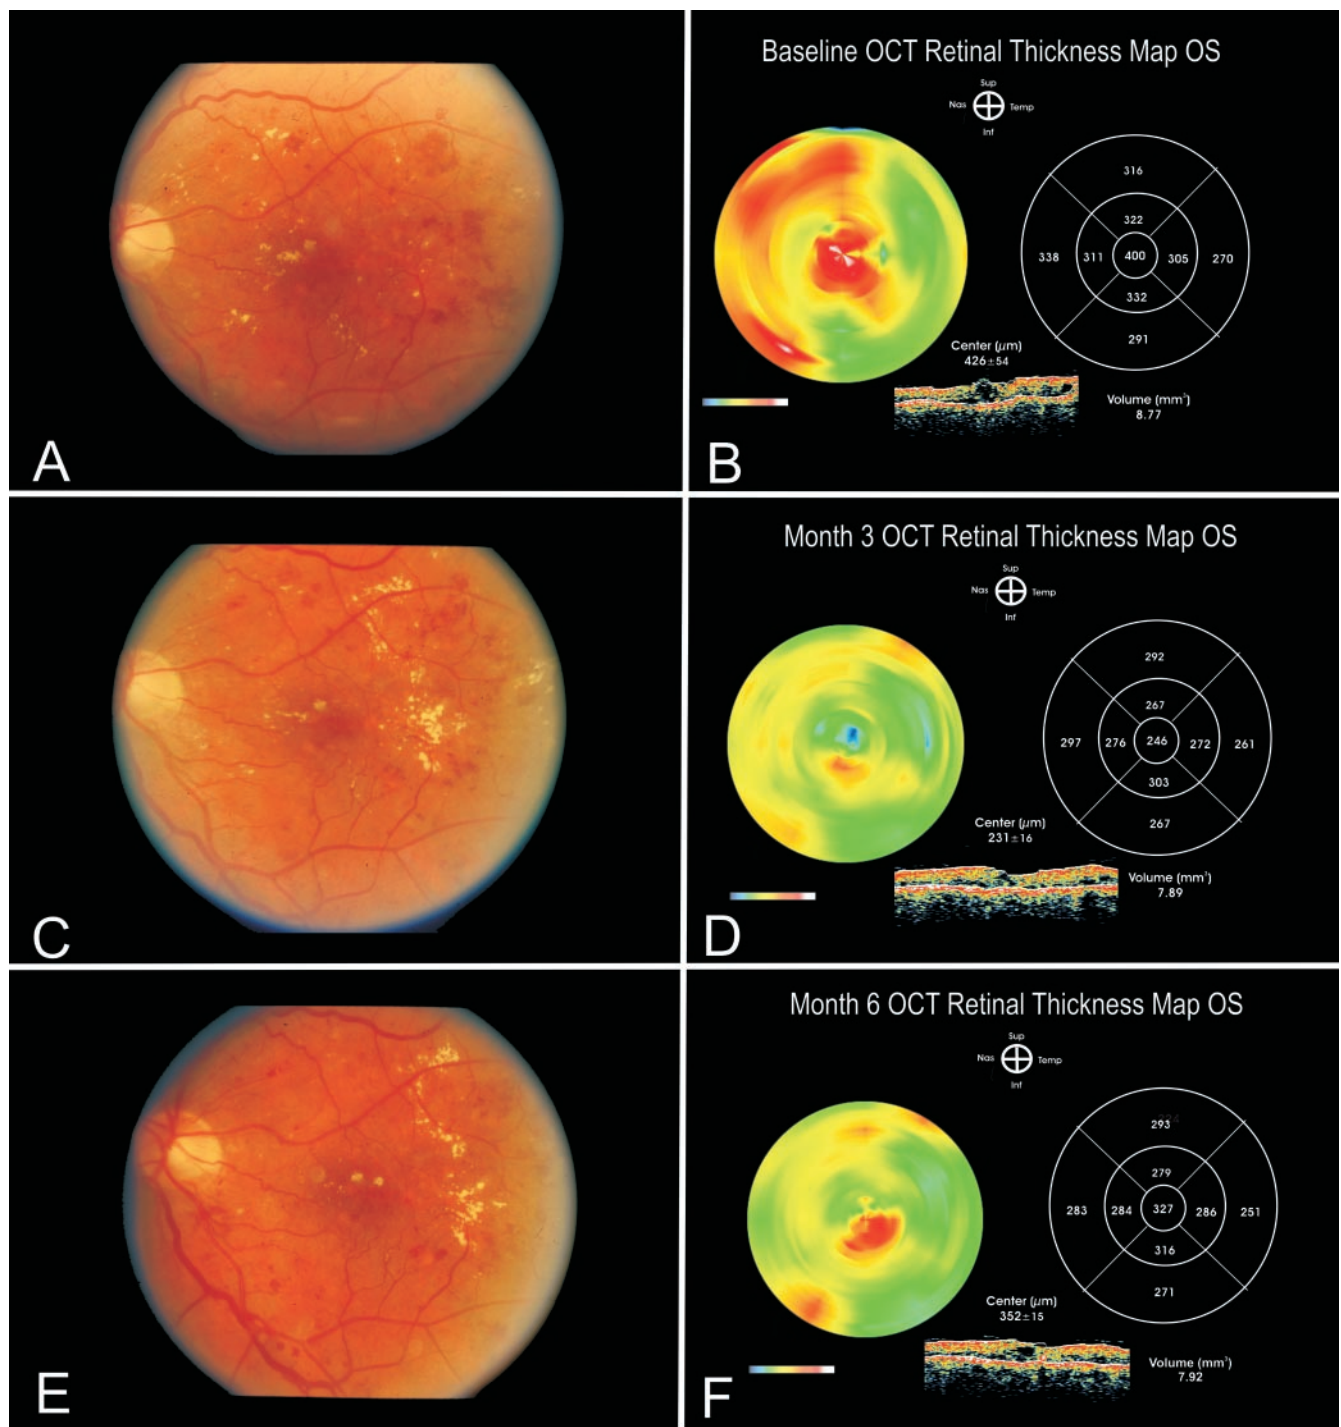 A
Baseline OCT Retinal Thickness Map OS
Sup
Nas Temp
Inf
316
322
338 311 400 305 270
332
291
Center (µm)
426±54
Volume (mm³)
8.77
B
C
Month 3 OCT Retinal Thickness Map OS
Sup
Nas Temp
Inf
292
267
297 276 246 272 261
303
267
Center (µm)
231±16
Volume (mm³)
7.89
D
E
Month 6 OCT Retinal Thickness Map OS
Sup
Nas Temp
Inf
293
279
283 284 327 286 251
316
271
Center (µm)
352±15
Volume (mm³)
7.92
F